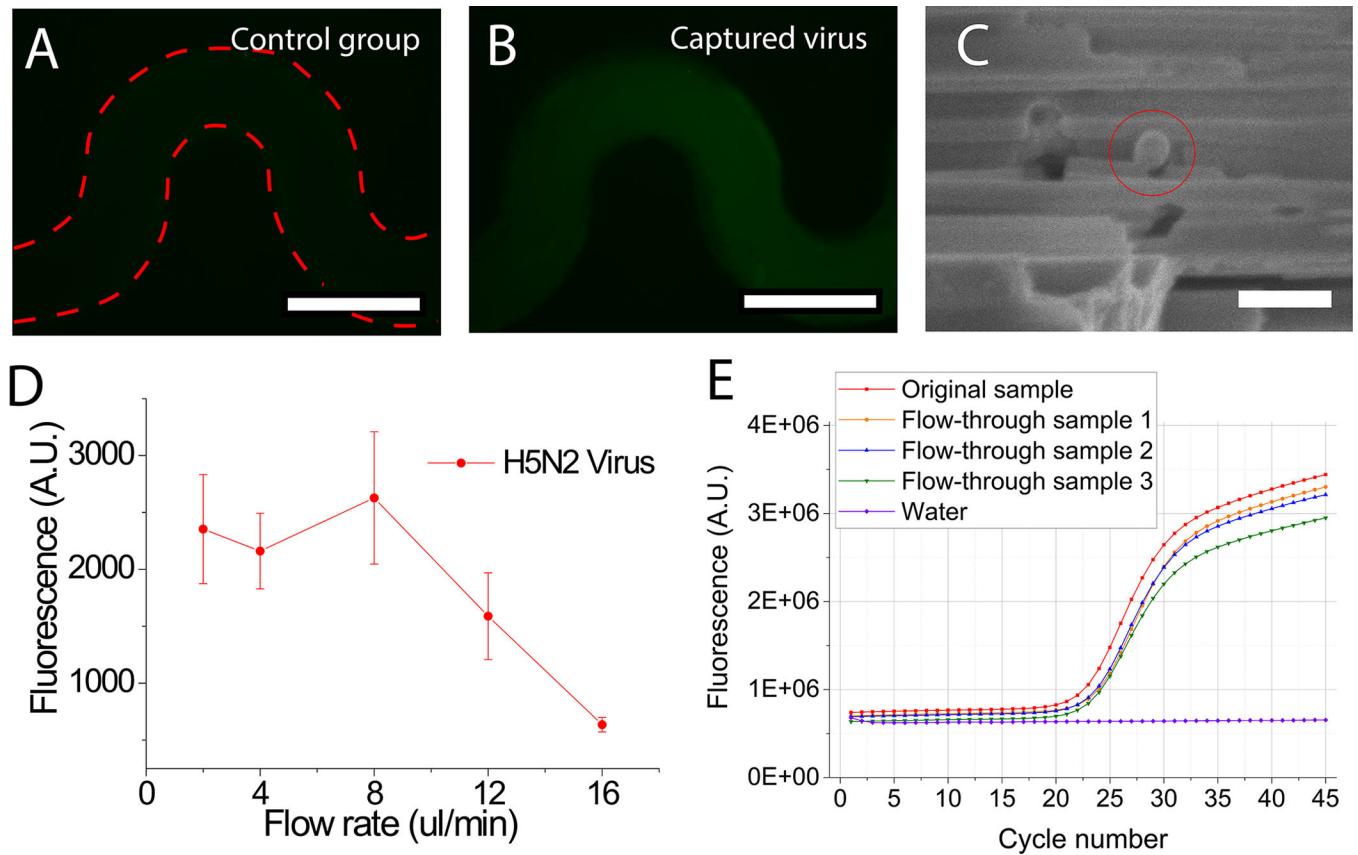 A
Control group
B
Captured virus
C
D
Fluorescence (A.U.)
3000
2000
1000
H5N2 Virus
0
4
8
12
16
Flow rate (ul/min)
E
Original sample
Flow-through sample 1
Flow-through sample 2
Flow-through sample 3
Water
Fluorescence (A.U.)
4E+06
3E+06
2E+06
1E+06
0E+00
0
5
10
15
20
25
30
35
40
45
Cycle number